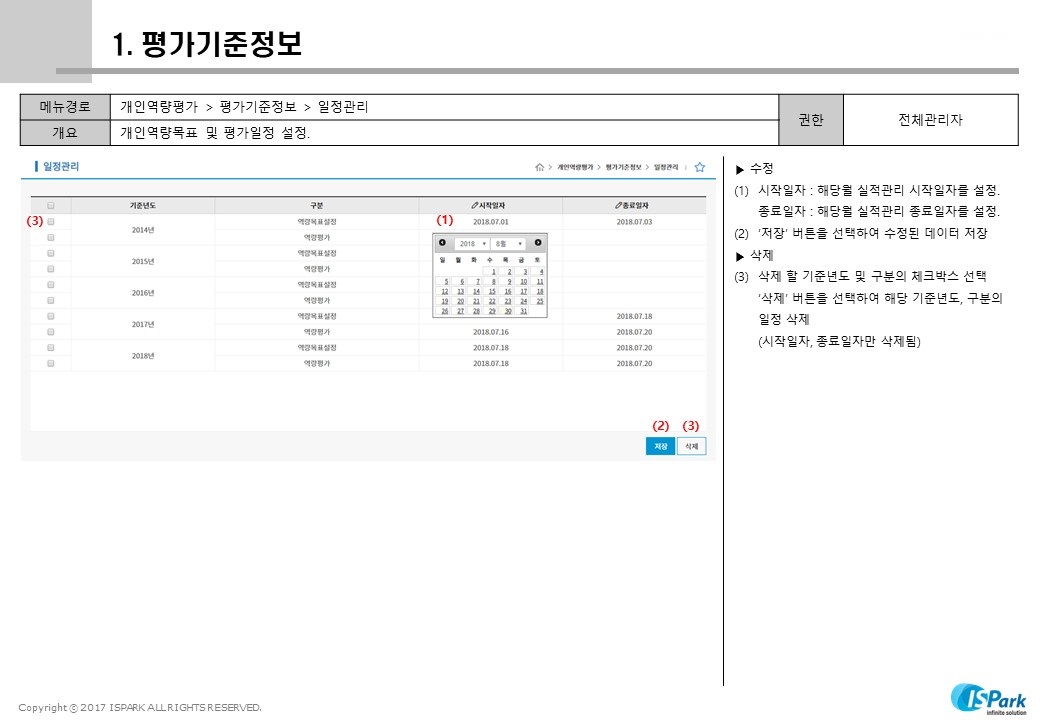 1. 평가기준정보
메뉴경로 개인역량평가 > 평가기준정보 > 일정관리
개요 개인역량목표 및 평가일정 설정.
권한 전체관리자
일정관리
> 개인역량평가 > 평가기준정보 > 일정관리
기준년도 구분 시작일자 종료일자
(3) 2014년 역량목표설정 (1) 2018.07.01 2018.07.03
역량평가
2015년 역량목표설정
역량평가
2016년 역량목표설정
역량평가
2017년 역량목표설정 2018.07.18
역량평가 2018.07.16 2018.07.20
2018년 역량목표설정 2018.07.18 2018.07.20
역량평가 2018.07.18 2018.07.20
2018 8월
일 월 화 수 목 금 토
1 2 3 4
5 6 7 8 9 10 11
12 13 14 15 16 17 18
19 20 21 22 23 24 25
26 27 28 29 30 31
(2) (3)
저장 삭제
▶ 수정
(1) 시작일자 : 해당월 실적관리 시작일자를 설정.
종료일자 : 해당월 실적관리 종료일자를 설정.
(2) ‘저장’ 버튼을 선택하여 수정된 데이터 저장
▶ 삭제
(3) 삭제 할 기준년도 및 구분의 체크박스 선택
‘삭제’ 버튼을 선택하여 해당 기준년도, 구분의
일정 삭제
(시작일자, 종료일자만 삭제됨)
Copyright ⓒ 2017 ISPARK ALL RIGHTS RESERVED.
ISPark
infinite solution